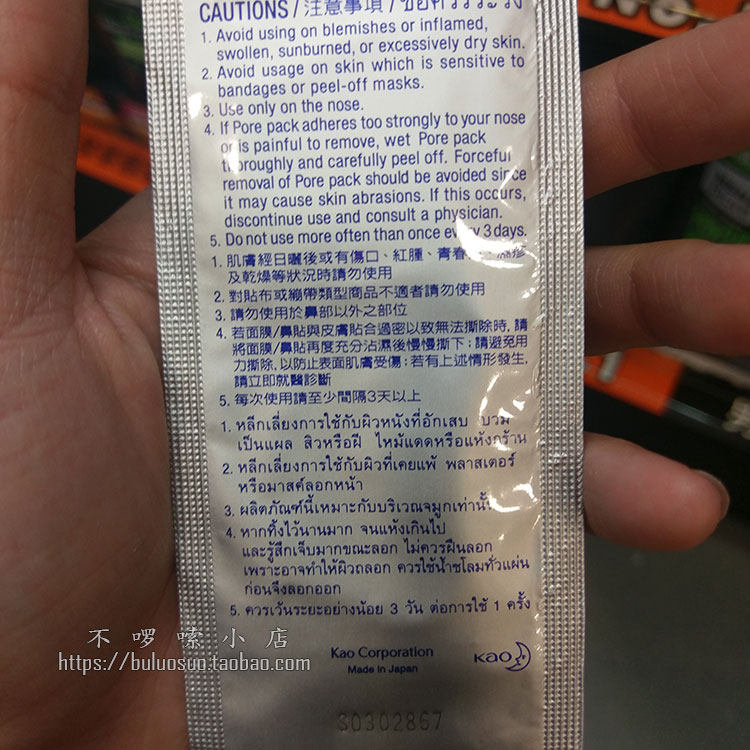 CAUTIONS / 注意事項 /
1. Avoid using on blemishes or inflamed,
swollen, sunburned, or excessively dry skin.
2. Avoid usage on skin which is sensitive to
bandages or peel-off masks.
3. Use only on the nose.
4. If Pore pack adheres too strongly to your nose
or is painful to remove, wet Pore pack
thoroughly and carefully peel off. Forceful
removal of Pore pack should be avoided since
it may cause skin abrasions. If this occurs,
discontinue use and consult a physician.
5. Do not use more often than once every 3 days.
1. 肌膚經日曬後或有傷口、紅腫、青春
及乾燥等狀況時請勿使用
2. 對貼布或繃帶類型商品不適者請勿使用
3. 請勿使用於鼻部以外之部位
4. 若面膜/鼻貼與皮膚貼合過密以致無法撕除時, 請
將面膜/鼻貼再度充分沾濕後慢慢撕下；請避免用
力撕除, 以防止表面肌膚受傷；若有上述情形發生,
請立即就醫診斷
5. 每次使用請至少間隔3天以上
1. หลีกเลี่ยงการใช้กับผิวหนังที่อักเสบ บวม
เป็นแผล สิวหรือฝี ไหม้แดดหรือแห้งกร้าน
2. หลีกเลี่ยงการใช้กับผิวที่เคยแพ้ พลาสเตอร์
หรือมาสค์ลอกหน้า
3. ผลิตภัณฑ์นี้เหมาะกับบริเวณจมูกเท่านั้น
4. หากทิ้งไว้นานมาก จนแห้งเกินไป
และรู้สึกเจ็บมากขณะลอก ไม่ควรฝืนลอก
เพราะอาจทำให้ผิวถลอก ควรใช้น้ำชโลมทั่วแผ่น
ก่อนจึงลอกออก
5. ควรเว้นระยะอย่างน้อย 3 วัน ต่อการใช้ 1 ครั้ง
不啰嗦小店
https://buluosuo.taobao.com
Kao Corporation
Made in Japan
Kao
S0302867